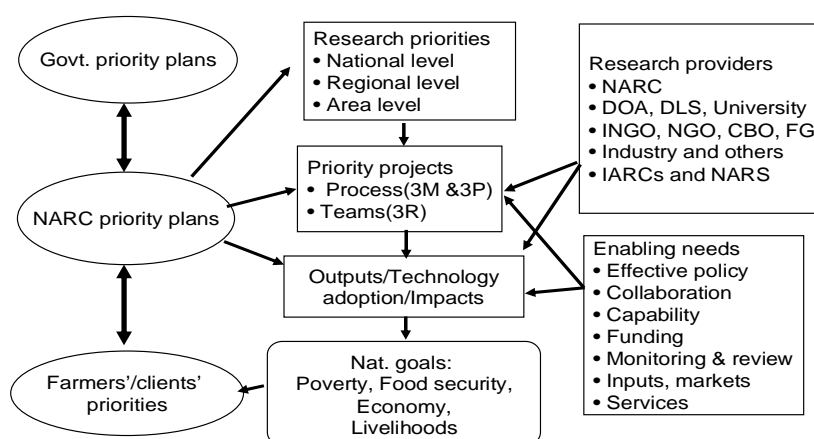 Govt. priority plans
NARC priority plans
Farmers'/clients'
priorities
Research priorities
• National level
• Regional level
• Area level
Priority projects
• Process(3M &3P)
• Teams(3R)
Outputs/Technology
adoption/Impacts
Nat. goals:
Poverty, Food security,
Economy,
Livelihoods
Research providers
• NARC
• DOA, DLS, University
• INGO, NGO, CBO, FG
• Industry and others
• IARCs and NARS
Enabling needs
• Effective policy
• Collaboration
• Capability
• Funding
• Monitoring & review
• Inputs, markets
• Services